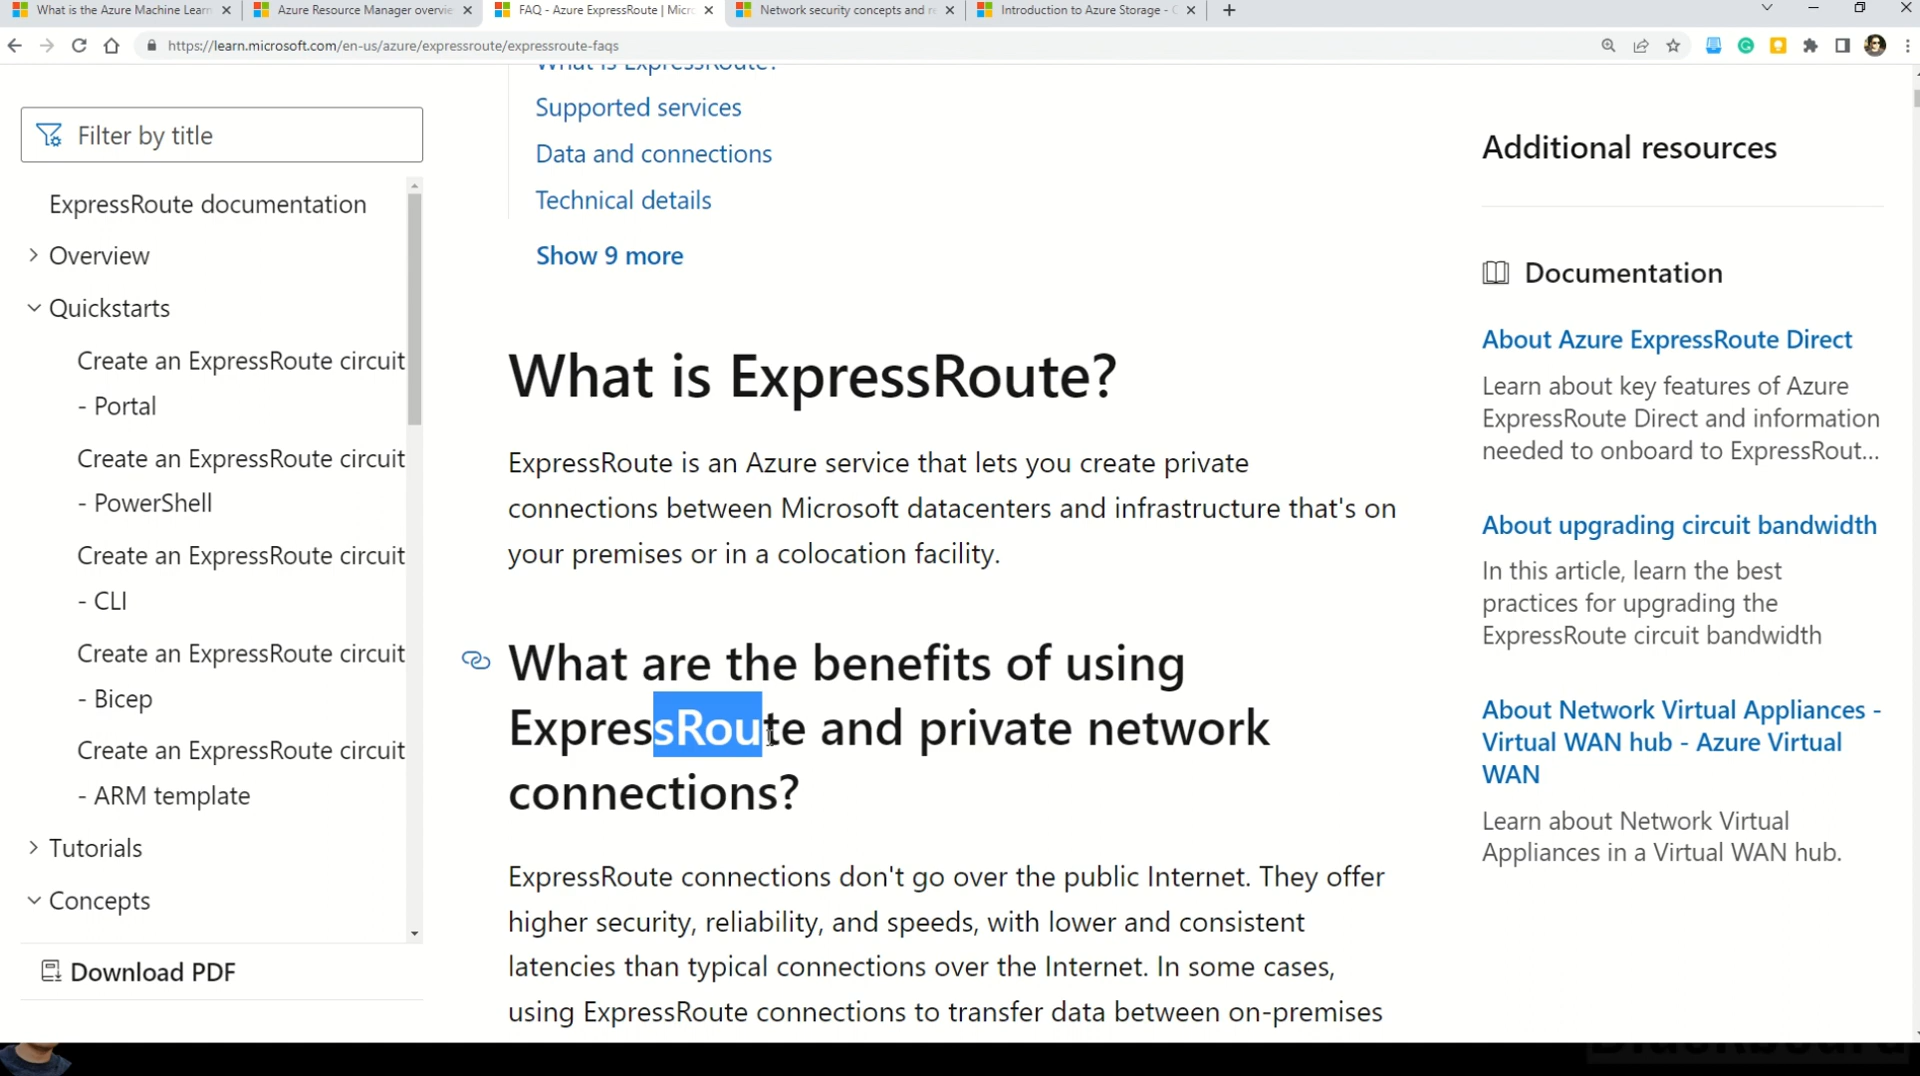 What is the Azure Machine Learn
Azure Resource Manager overvie
FAQ - Azure ExpressRoute | Micr
Network security concepts and r
Introduction to Azure Storage - C
https://learn.microsoft.com/en-us/azure/expressroute/expressroute-faqs
Filter by title
ExpressRoute documentation
Overview
Quickstarts
Create an ExpressRoute circuit
- Portal
Create an ExpressRoute circuit
- PowerShell
Create an ExpressRoute circuit
- CLI
Create an ExpressRoute circuit
- Bicep
Create an ExpressRoute circuit
- ARM template
Tutorials
Concepts
Download PDF
What is ExpressRoute?
Supported services
Data and connections
Technical details
Show 9 more
What is ExpressRoute?
ExpressRoute is an Azure service that lets you create private
connections between Microsoft datacenters and infrastructure that's on
your premises or in a colocation facility.
What are the benefits of using
ExpressRoute and private network
connections?
ExpressRoute connections don't go over the public Internet. They offer
higher security, reliability, and speeds, with lower and consistent
latencies than typical connections over the Internet. In some cases,
using ExpressRoute connections to transfer data between on-premises
Additional resources
Documentation
About Azure ExpressRoute Direct
Learn about key features of Azure
ExpressRoute Direct and information
needed to onboard to ExpressRout...
About upgrading circuit bandwidth
In this article, learn the best
practices for upgrading the
ExpressRoute circuit bandwidth
About Network Virtual Appliances -
Virtual WAN hub - Azure Virtual
WAN
Learn about Network Virtual
Appliances in a Virtual WAN hub.